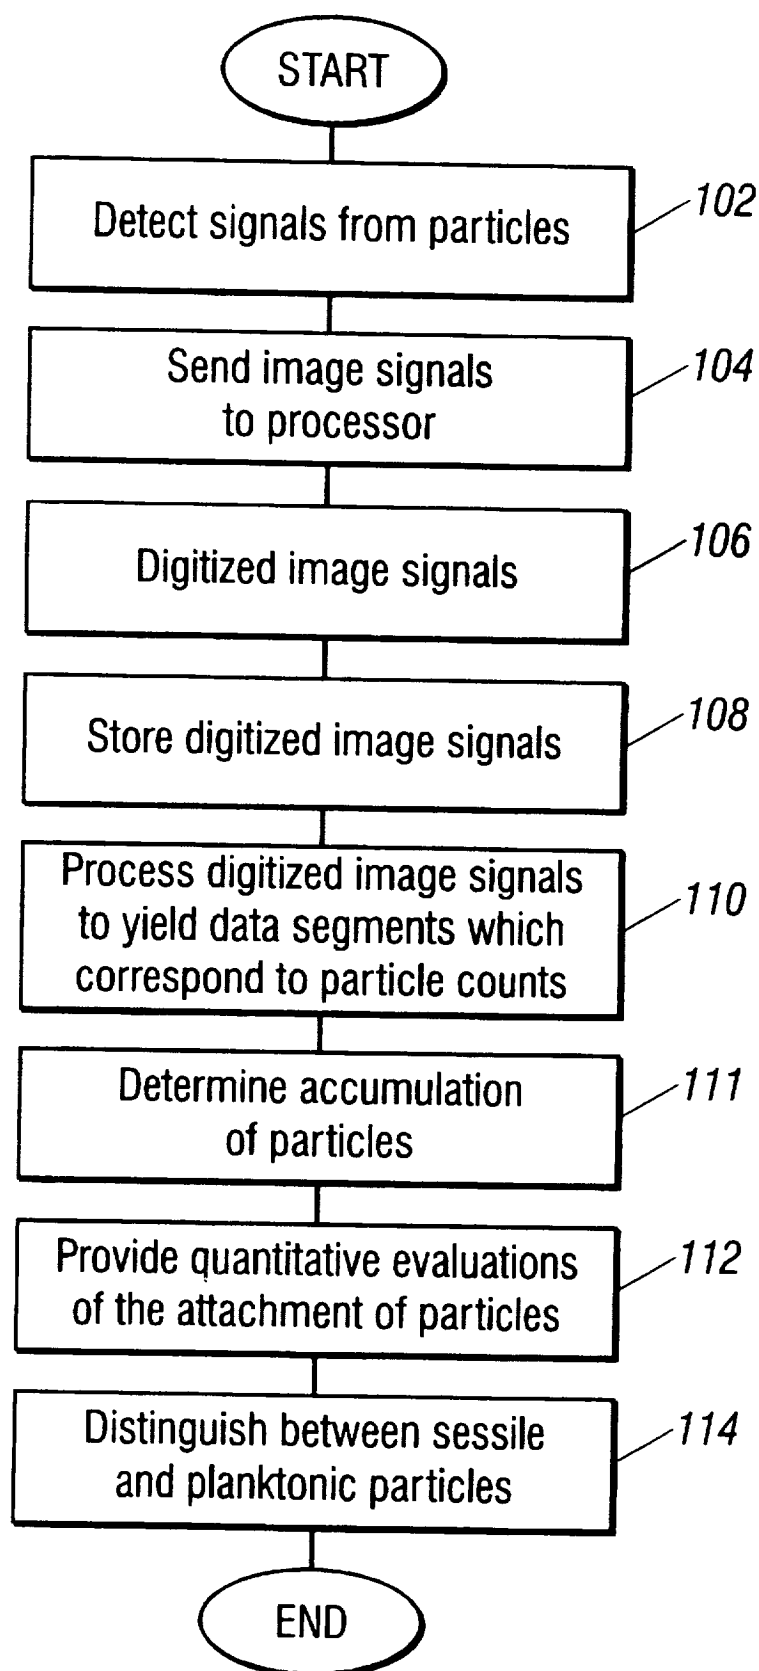 START
Detect signals from particles
102
Send image signals
to processor
104
Digitized image signals
106
Store digitized image signals
108
Process digitized image signals
to yield data segments which
correspond to particle counts
110
Determine accumulation
of particles
111
Provide quantitative evaluations
of the attachment of particles
112
Distinguish between sessile
and planktonic particles
114
END